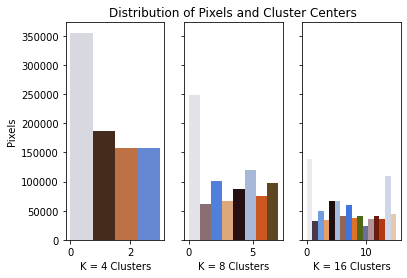 Distribution of Pixels and Cluster Centers
Pixels
350000
300000
250000
200000
150000
100000
50000
0
0 2
K = 4 Clusters
0 5
K = 8 Clusters
0 10
K = 16 Clusters